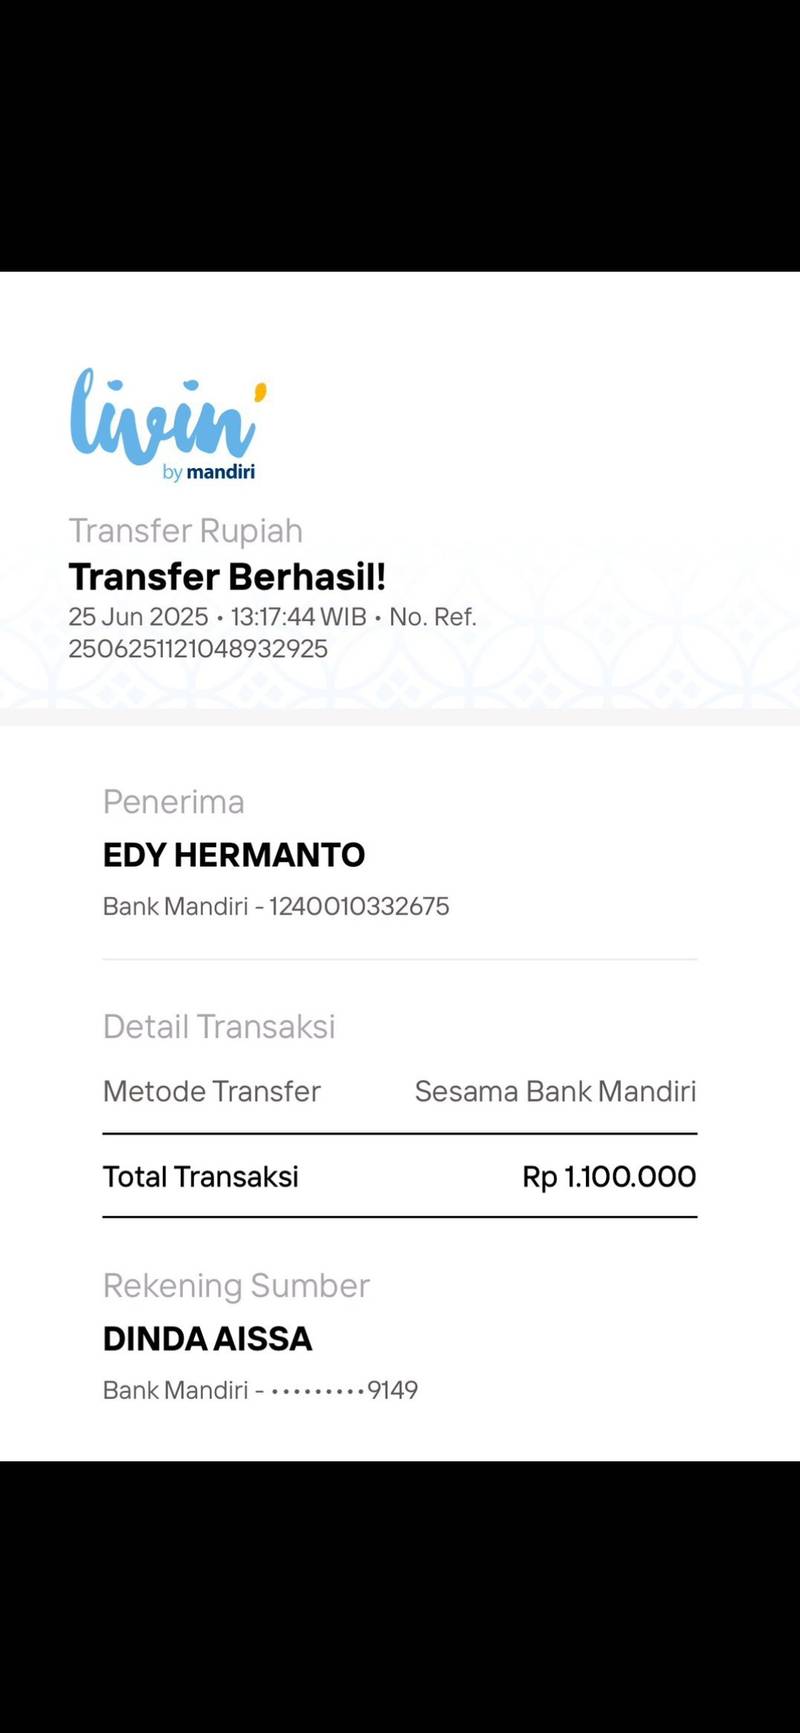 livin'
by mandiri
Transfer Rupiah
Transfer Berhasil!
25 Jun 2025 • 13:17:44 WIB • No. Ref.
2506251121048932925
Penerima
EDY HERMANTO
Bank Mandiri - 1240010332675
Detail Transaksi
Metode Transfer Sesama Bank Mandiri
Total Transaksi Rp 1.100.000
Rekening Sumber
DINDA AISSA
Bank Mandiri - •••••••••9149